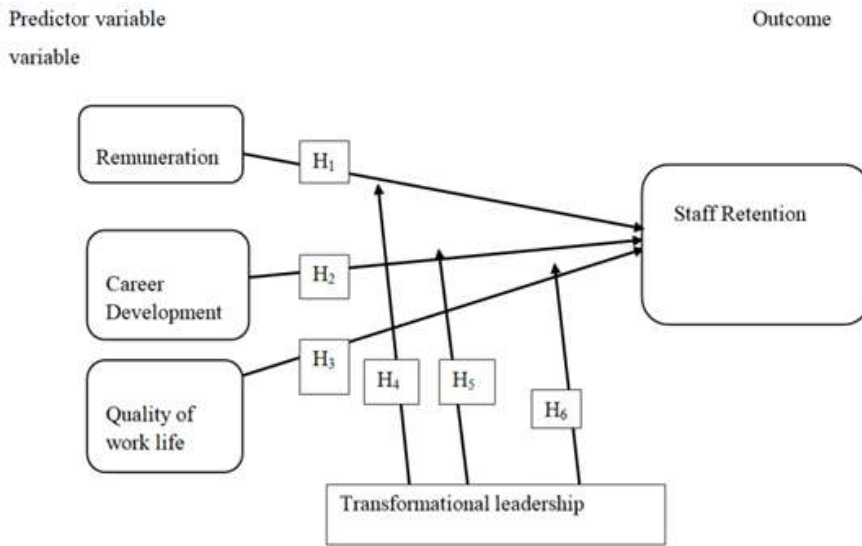 Predictor variable Outcome
variable
Remuneration
H₁
Staff Retention
Career
Development
H₂
H₃
H₄
H₅
H₆
Quality of
work life
Transformational leadership